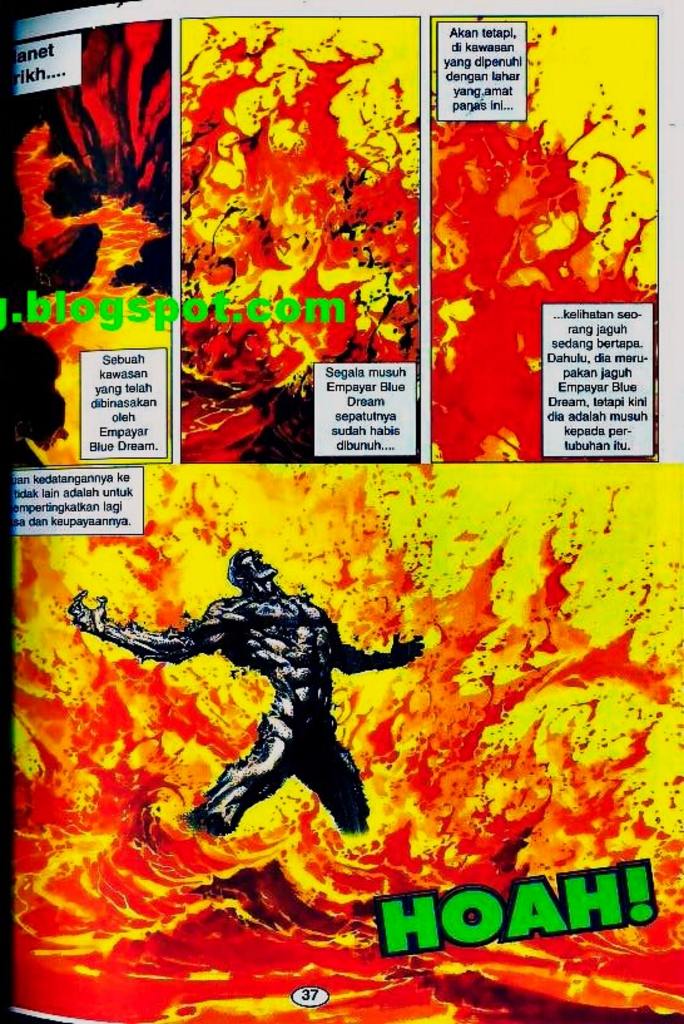 ianet
rikh....
Sebuah
kawasan
yang telah
dibinasakan
oleh
Empayar
Blue Dream.
Segala musuh
Empayar Blue
Dream
sepatutnya
sudah habis
dibunuh....
Akan tetapi,
di kawasan
yang dipenuhi
dengan lahar
yang amat
panas ini...
...kelihatan seo-
rang jaguh
sedang bertapa.
Dahulu, dia meru-
pakan jaguh
Empayar Blue
Dream, tetapi kini
dia adalah musuh
kepada per-
tubuhan itu.
g.blogspot.com
uan kedatangannya ke
tidak lain adalah untuk
empertingkatkan lagi
sa dan keupayaannya.
HOAH!
37